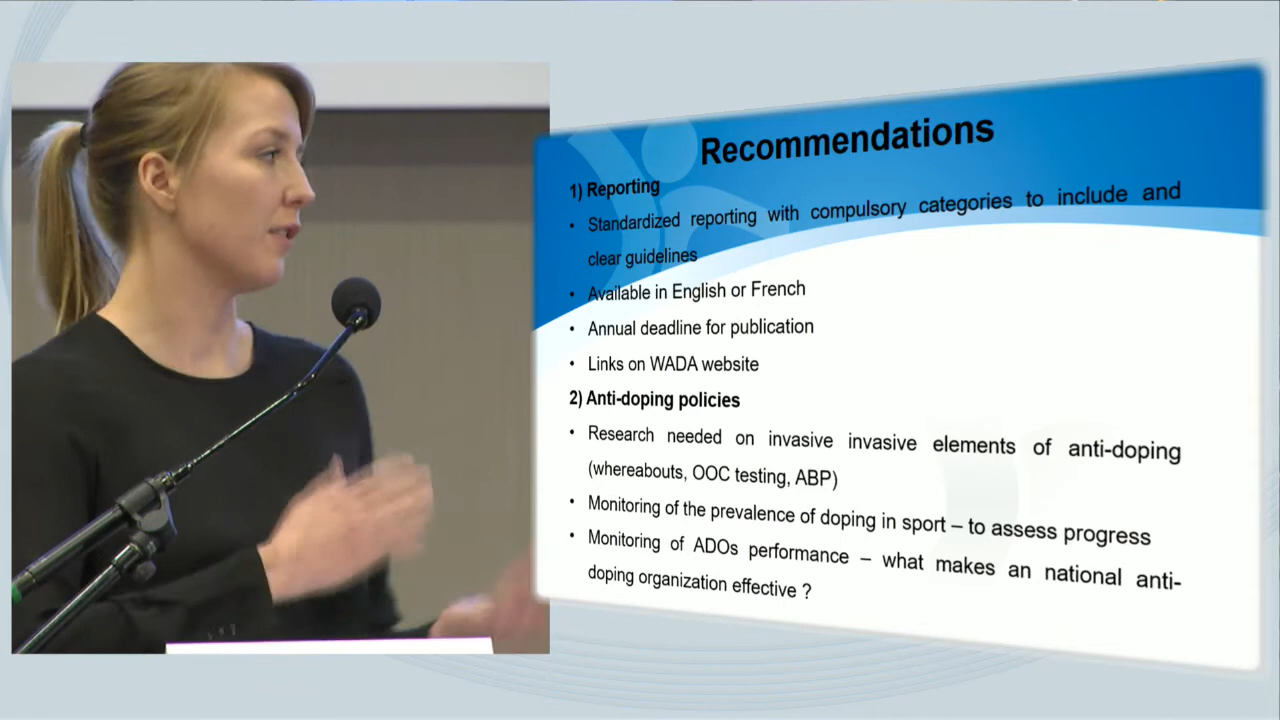 Recommendations
1) Reporting
• Standardized reporting with compulsory categories to include and
clear guidelines
• Available in English or French
• Annual deadline for publication
• Links on WADA website
2) Anti-doping policies
• Research needed on invasive invasive elements of anti-doping
(whereabouts, OOC testing, ABP)
• Monitoring of the prevalence of doping in sport – to assess progress
• Monitoring of ADOs performance – what makes an national anti-
doping organization effective ?